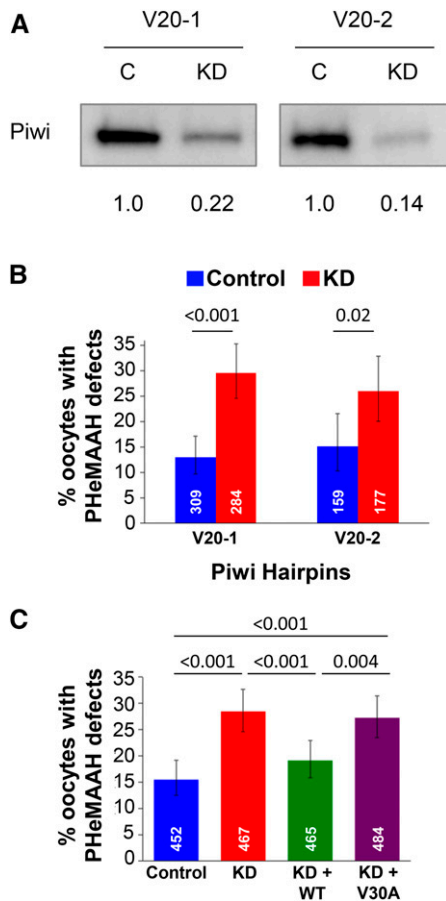 A
V20-1 V20-2
C KD C KD
Piwi
1.0 0.22 1.0 0.14
B
Control KD
<0.001 0.02
% oocytes with
PHeMAAH defects
35
30
25
20
15
10
5
0
309 284 159 177
V20-1 V20-2
Piwi Hairpins
C
<0.001
<0.001 <0.001 0.004
% oocytes with
PHeMAAH defects
35
30
25
20
15
10
5
0
452 467 465 484
Control KD KD + KD +
WT V30A